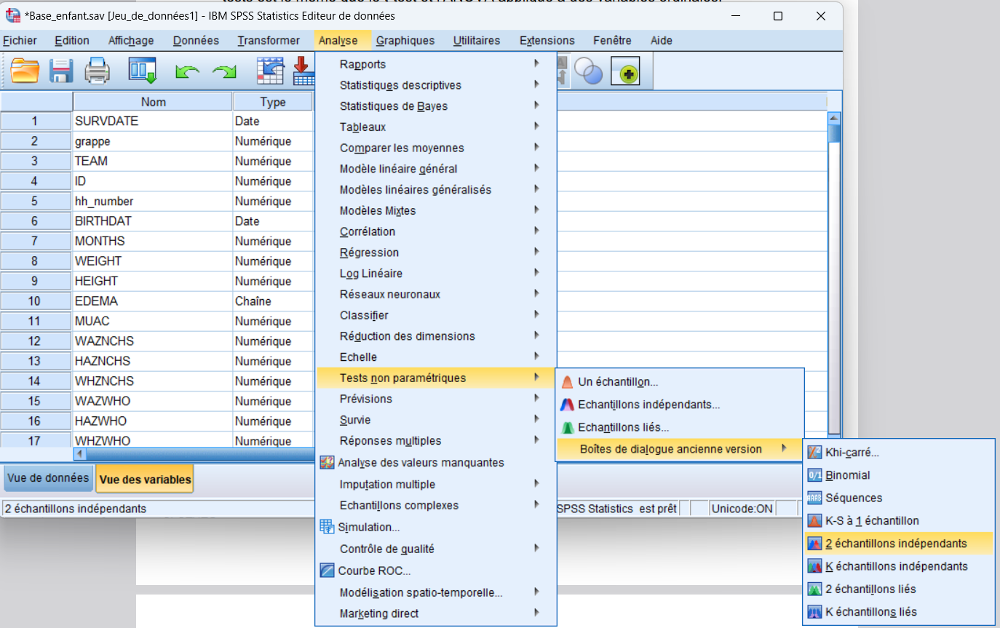 *Base_enfant.sav [Jeu_de_données1] - IBM SPSS Statistics Editeur de données
Fichier Edition Affichage Données Transformer Analyse Graphiques Utilitaires Extensions Fenêtre Aide
Nom Type
1 SURVDATE Date
2 grappe Numérique
3 TEAM Numérique
4 ID Numérique
5 hh_number Numérique
6 BIRTHDAT Date
7 MONTHS Numérique
8 WEIGHT Numérique
9 HEIGHT Numérique
10 EDEMA Chaîne
11 MUAC Numérique
12 WAZNCHS Numérique
13 HAZNCHS Numérique
14 WHZNCHS Numérique
15 WAZWHO Numérique
16 HAZWHO Numérique
17 WHZWHO Numérique
Vue de données Vue des variables
2 échantillons indépendants
SPSS Statistics est prêt Unicode:ON
Rapports
Statistiques descriptives
Statistiques de Bayes
Tableaux
Comparer les moyennes
Modèle linéaire général
Modèles linéaires généralisés
Modèles Mixtes
Corrélation
Régression
Log Linéaire
Réseaux neuronaux
Classifier
Réduction des dimensions
Echelle
Tests non paramétriques
Prévisions
Survie
Réponses multiples
Analyse des valeurs manquantes
Imputation multiple
Echantillons complexes
Simulation...
Contrôle de qualité
Courbe ROC...
Modélisation spatio-temporelle...
Marketing direct
Un échantillon...
Echantillons indépendants...
Echantillons liés...
Boîtes de dialogue ancienne version
Khi-carré...
0/1 Binomial
AAAB Séquences
K-S à 1 échantillon
2 échantillons indépendants
K échantillons indépendants
2 échantillons liés
K échantillons liés